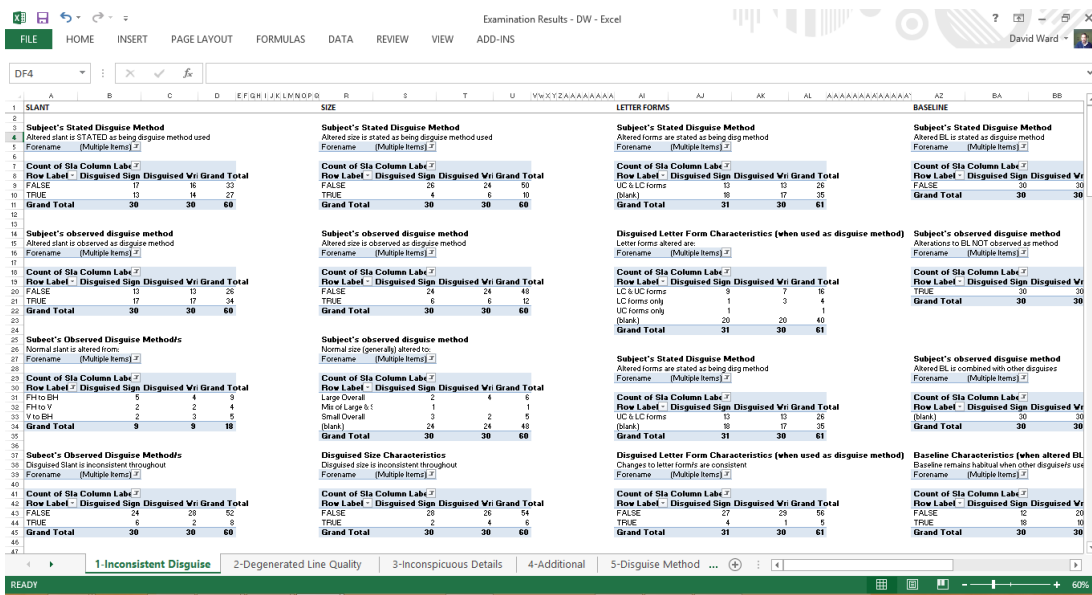 Examination Results - DW - Excel
FILE HOME INSERT PAGE LAYOUT FORMULAS DATA REVIEW VIEW ADD-INS David Ward
DF4
SLANT SIZE LETTER FORMS BASELINE
Subject's Stated Disguise Method Subject's Stated Disguise Method Subject's Stated Disguise Method Subject's Stated Disguise Method
Altered slant is STATED as being disguise method used Altered size is stated as being disguise method used Altered forms are stated as being disg method Altered BL is stated as disguise method
Forename (Multiple Items) Forename (Multiple Items) Forename (Multiple Items) Forename (Multiple Items)
Count of Sla Column Labe Count of Sla Column Labe Count of Sla Column Labe Count of Sla Column Labe
Row Label Disguised Sign Disguised Wri Grand Total Row Label Disguised Sign Disguised Wri Grand Total Row Label Disguised Sign Disguised Wri Grand Total Row Label Disguised Sign Disguised Wr
FALSE 17 16 33 FALSE 26 24 50 UC & LC forms 13 13 26 FALSE 30 30
TRUE 13 14 27 TRUE 4 6 10 (blank) 18 17 35 Grand Total 30 30
Grand Total 30 30 60 Grand Total 30 30 60 Grand Total 31 30 61
Subject's observed disguise method Subject's observed disguise method Disguised Letter Form Characteristics (when used as disguise method) Subject's observed disguise method
Altered slant is observed as disguise method Altered size is observed as disguise method Letter forms altered are: Alterations to BL NOT observed as method
Forename (Multiple Items) Forename (Multiple Items) Forename (Multiple Items) Forename (Multiple Items)
Count of Sla Column Labe Count of Sla Column Labe Count of Sla Column Labe Count of Sla Column Labe
Row Label Disguised Sign Disguised Wri Grand Total Row Label Disguised Sign Disguised Wri Grand Total Row Label Disguised Sign Disguised Wri Grand Total Row Label Disguised Sign Disguised Wr
FALSE 13 13 26 FALSE 24 24 48 LC & UC forms 9 7 16 TRUE 30 30
TRUE 17 17 34 TRUE 6 6 12 LC forms only 1 3 4 Grand Total 30 30
Grand Total 30 30 60 Grand Total 30 30 60 UC forms only 1 1
(blank) 20 20 40
Grand Total 31 30 61
Subect's Observed Disguise Method/s Subject's observed disguise method
Normal slant is altered from: Normal size (generally) altered to:
Forename (Multiple Items) Forename (Multiple Items) Subject's Stated Disguise Method Subject's observed disguise method
Altered forms are stated as being disg method Altered BL is combined with other disguises
Count of Sla Column Labe Count of Sla Column Labe Forename (Multiple Items) Forename (Multiple Items)
Row Label Disguised Sign Disguised Wri Grand Total Row Label Disguised Sign Disguised Wri Grand Total
FH to BH 5 4 9 Large Overall 2 4 6 Count of Sla Column Labe Count of Sla Column Labe
FH to V 2 2 4 Mix of Large & 1 1 Row Label Disguised Sign Disguised Wri Grand Total Row Label Disguised Sign Disguised Wr
V to BH 2 3 5 Small Overall 3 2 5 UC & LC forms 13 13 26 (blank) 30 30
Grand Total 9 9 18 (blank) 24 24 48 (blank) 18 17 35 Grand Total 30 30
Grand Total 30 30 60 Grand Total 31 30 61
Subect's Observed Disguise Method/s Disguised Size Characteristics Disguised Letter Form Characteristics (when used as disguise method) Baseline Characteristics (when altered BL
Disguised Slant is inconsistent throughout Disguised size is inconsistent throughout Changes to letter form/s are consistent Baseline remains habitual when other disguise/s use
Forename (Multiple Items) Forename (Multiple Items) Forename (Multiple Items) Forename (Multiple Items)
Count of Sla Column Labe Count of Sla Column Labe Count of Sla Column Labe Count of Sla Column Labe
Row Label Disguised Sign Disguised Wri Grand Total Row Label Disguised Sign Disguised Wri Grand Total Row Label Disguised Sign Disguised Wri Grand Total Row Label Disguised Sign Disguised Wr
FALSE 24 28 52 FALSE 28 26 54 FALSE 27 29 56 FALSE 12 20
TRUE 6 2 8 TRUE 2 4 6 TRUE 4 1 5 TRUE 18 10
Grand Total 30 30 60 Grand Total 30 30 60 Grand Total 31 30 61 Grand Total 30 30
1-Inconsistent Disguise 2-Degenerated Line Quality 3-Inconspicuous Details 4-Additional 5-Disguise Method ...
READY 60%